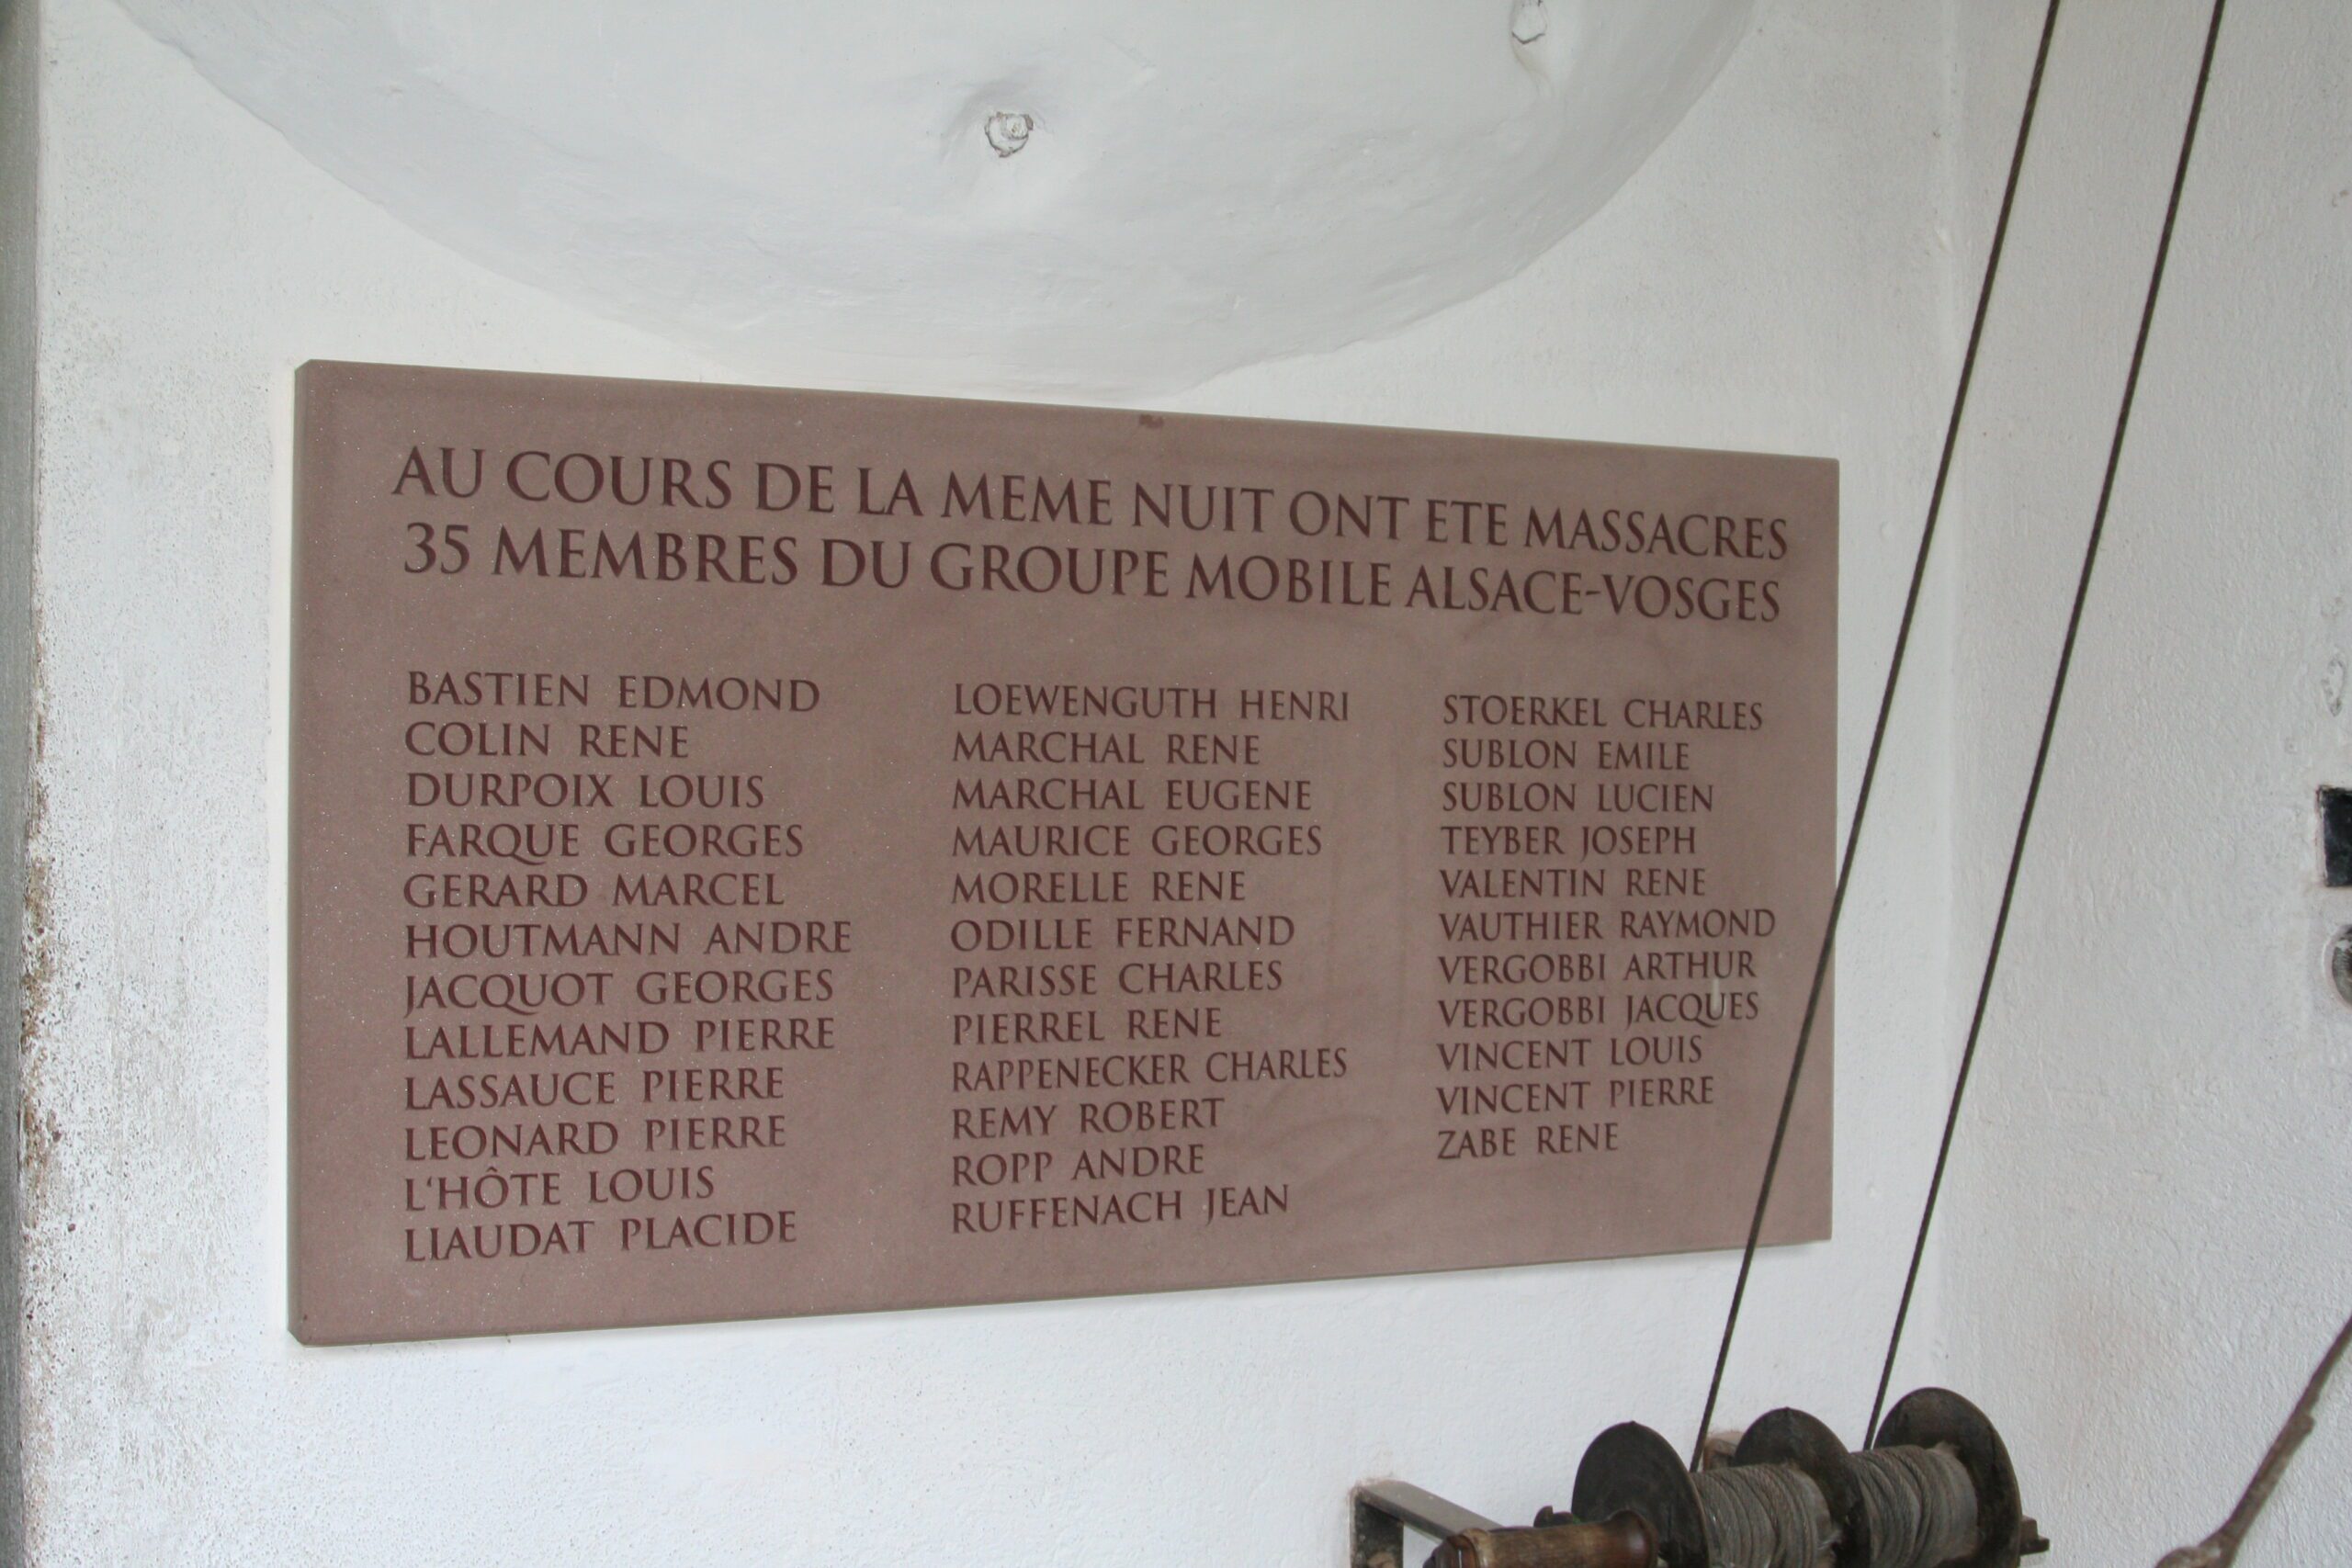 AU COURS DE LA MEME NUIT ONT ETE MASSACRES
35 MEMBRES DU GROUPE MOBILE ALSACE-VOSGES
BASTIEN EDMOND
COLIN RENE
DURPOIX LOUIS
FARQUE GEORGES
GERARD MARCEL
HOUTMANN ANDRE
JACQUOT GEORGES
LALLEMAND PIERRE
LASSAUCE PIERRE
LEONARD PIERRE
L‘HÔTE LOUIS
LIAUDAT PLACIDE
LOEWENGUTH HENRI
MARCHAL RENE
MARCHAL EUGENE
MAURICE GEORGES
MORELLE RENE
ODILLE FERNAND
PARISSE CHARLES
PIERREL RENE
RAPPENECKER CHARLES
REMY ROBERT
ROPP ANDRE
RUFFENACH JEAN
STOERKEL CHARLES
SUBLON EMILE
SUBLON LUCIEN
TEYBER JOSEPH
VALENTIN RENE
VAUTHIER RAYMOND
VERGOBBI ARTHUR
VERGOBBI JACQUES
VINCENT LOUIS
VINCENT PIERRE
ZABE RENE